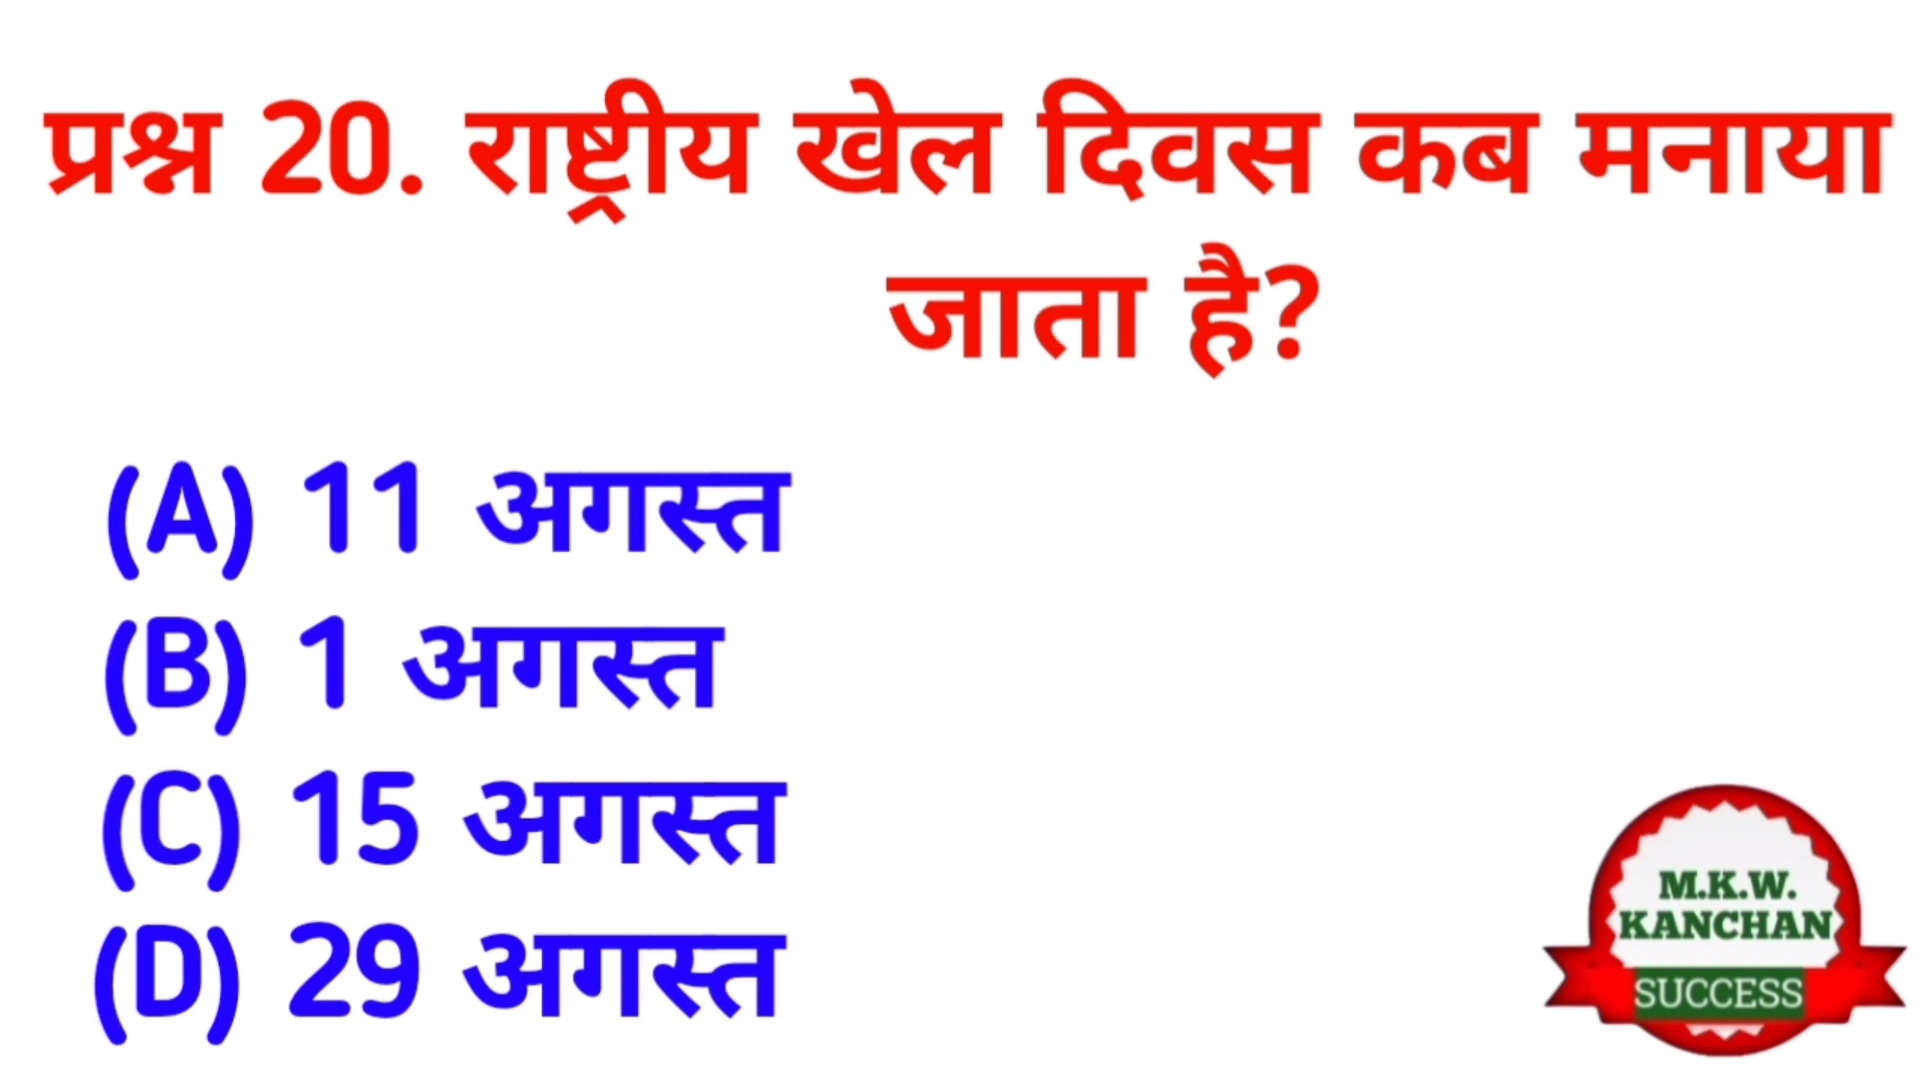 प्रश्न 20. राष्ट्रीय खेल दिवस कब मनाया
जाता है?
(A) 11 अगस्त
(B) 1 अगस्त
(C) 15 अगस्त
(D) 29 अगस्त
M.K.W.
KANCHAN
SUCCESS